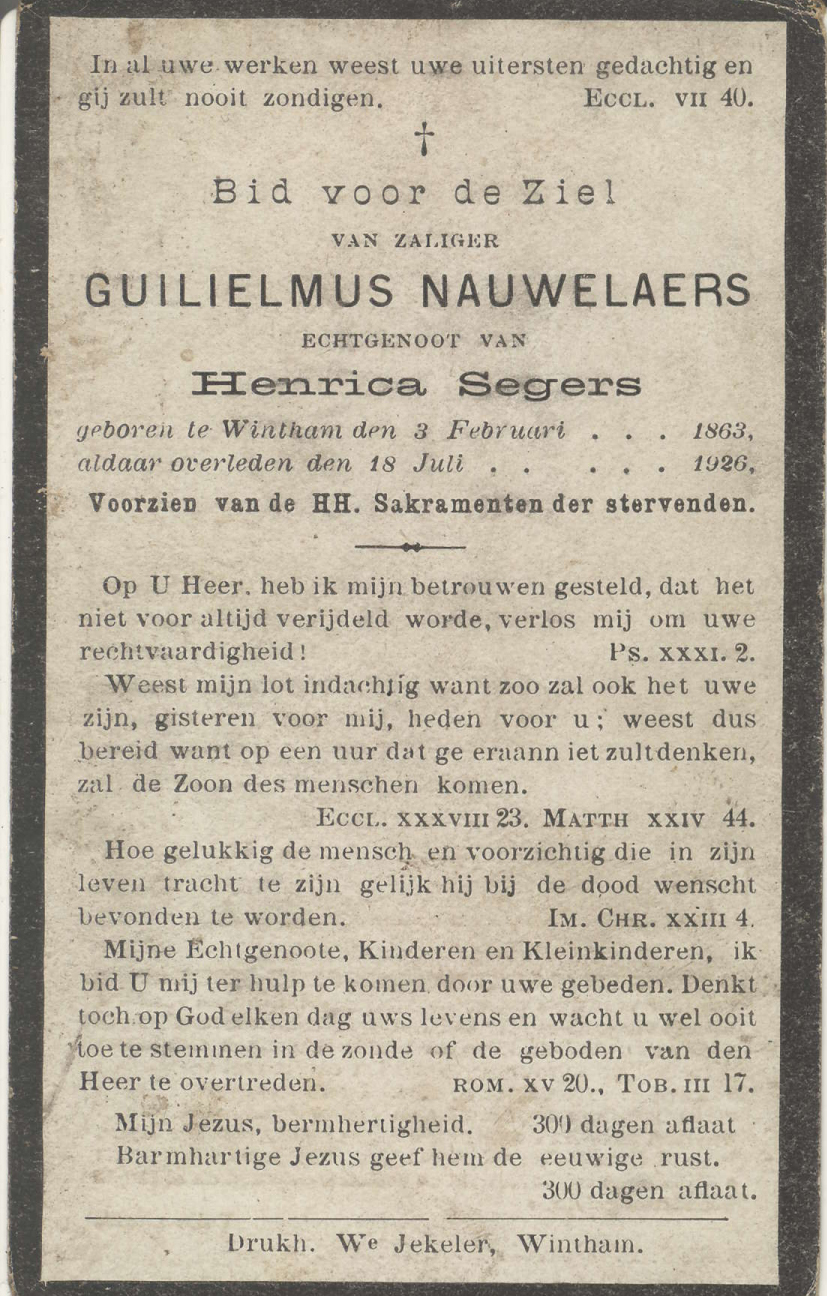 In al uwe werken weest uwe uitersten gedachtig en
gij zult nooit zondigen. ECCL. VII 40.
†
Bid voor de Ziel
VAN ZALIGER
GUILIELMUS NAUWELAERS
ECHTGENOOT VAN
Henrica Segers
geboren te Wintham den 3 Februari . . . 1863,
aldaar overleden den 18 Juli . . . . . 1926,
Voorzien van de HH. Sakramenten der stervenden.
Op U Heer, heb ik mijn betrouwen gesteld, dat het
niet voor altijd verijdeld worde, verlos mij om uwe
rechtvaardigheid! PS. XXXI. 2.
Weest mijn lot indachtig want zoo zal ook het uwe
zijn, gisteren voor mij, heden voor u; weest dus
bereid want op een uur dat ge eraann iet zult denken,
zal de Zoon des menschen komen.
ECCL. XXXVIII 23. MATTH XXIV 44.
Hoe gelukkig de mensch en voorzichtig die in zijn
leven tracht te zijn gelijk hij bij de dood wenscht
bevonden te worden. IM. CHR. XXIII 4.
Mijne Echtgenoote, Kinderen en Kleinkinderen, ik
bid U mij ter hulp te komen door uwe gebeden. Denkt
toch op God elken dag uws levens en wacht u wel ooit
toe te stemmen in de zonde of de geboden van den
Heer te overtreden. ROM. XV 20., TOB. III 17.
Mijn Jezus, bermhertigheid. 300 dagen aflaat
Barmhartige Jezus geef hem de eeuwige rust.
300 dagen aflaat.
Drukh. We Jekeler, Wintham.